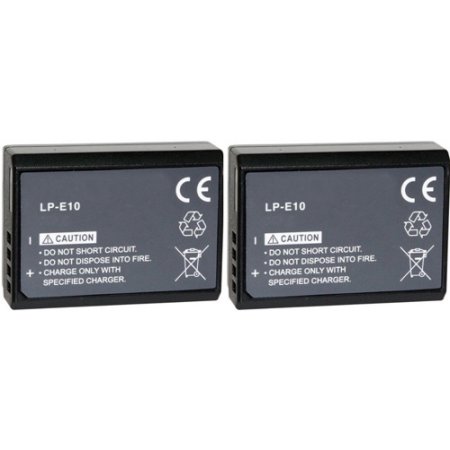 CE
LP-E10
⚠ CAUTION
• DO NOT SHORT CIRCUIT.
• DO NOT DISPOSE INTO FIRE.
• CHARGE ONLY WITH
SPECIFIED CHARGER.
CE
LP-E10
⚠ CAUTION
• DO NOT SHORT CIRCUIT.
• DO NOT DISPOSE INTO FIRE.
• CHARGE ONLY WITH
SPECIFIED CHARGER.